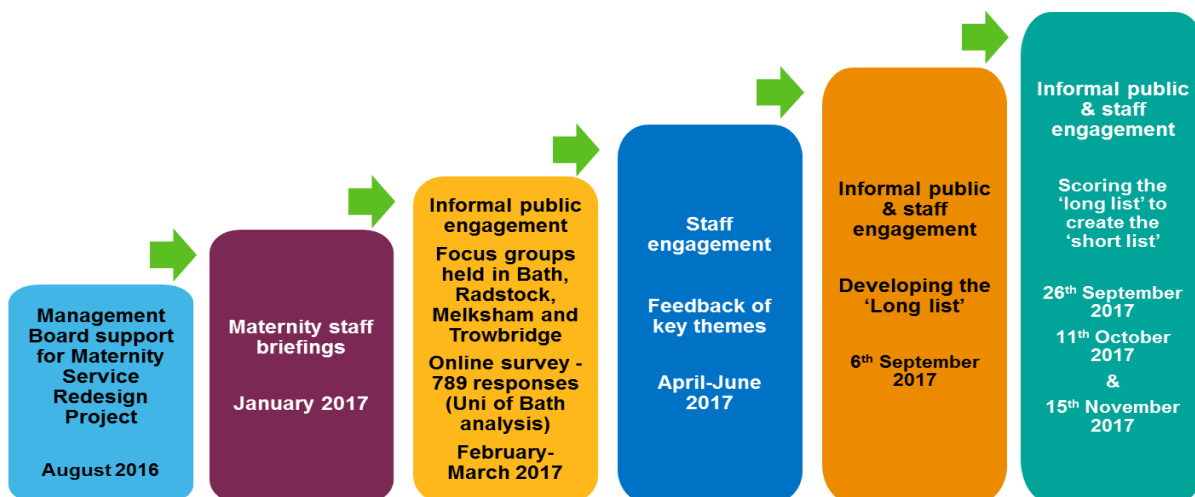 Management
Board support
for Maternity
Service
Redesign
Project
August 2016
Maternity staff
briefings
January 2017
Informal public
engagement
Focus groups
held in Bath,
Radstock,
Melksham and
Trowbridge
Online survey -
789 responses
(Uni of Bath
analysis)
February-
March 2017
Staff
engagement
Feedback of
key themes
April-June
2017
Informal public
& staff
engagement
Developing the
‘Long list’
6th September
2017
Informal public
& staff
engagement
Scoring the
‘long list’ to
create the
‘short list’
26th September
2017
11th October
2017
&
15th November
2017